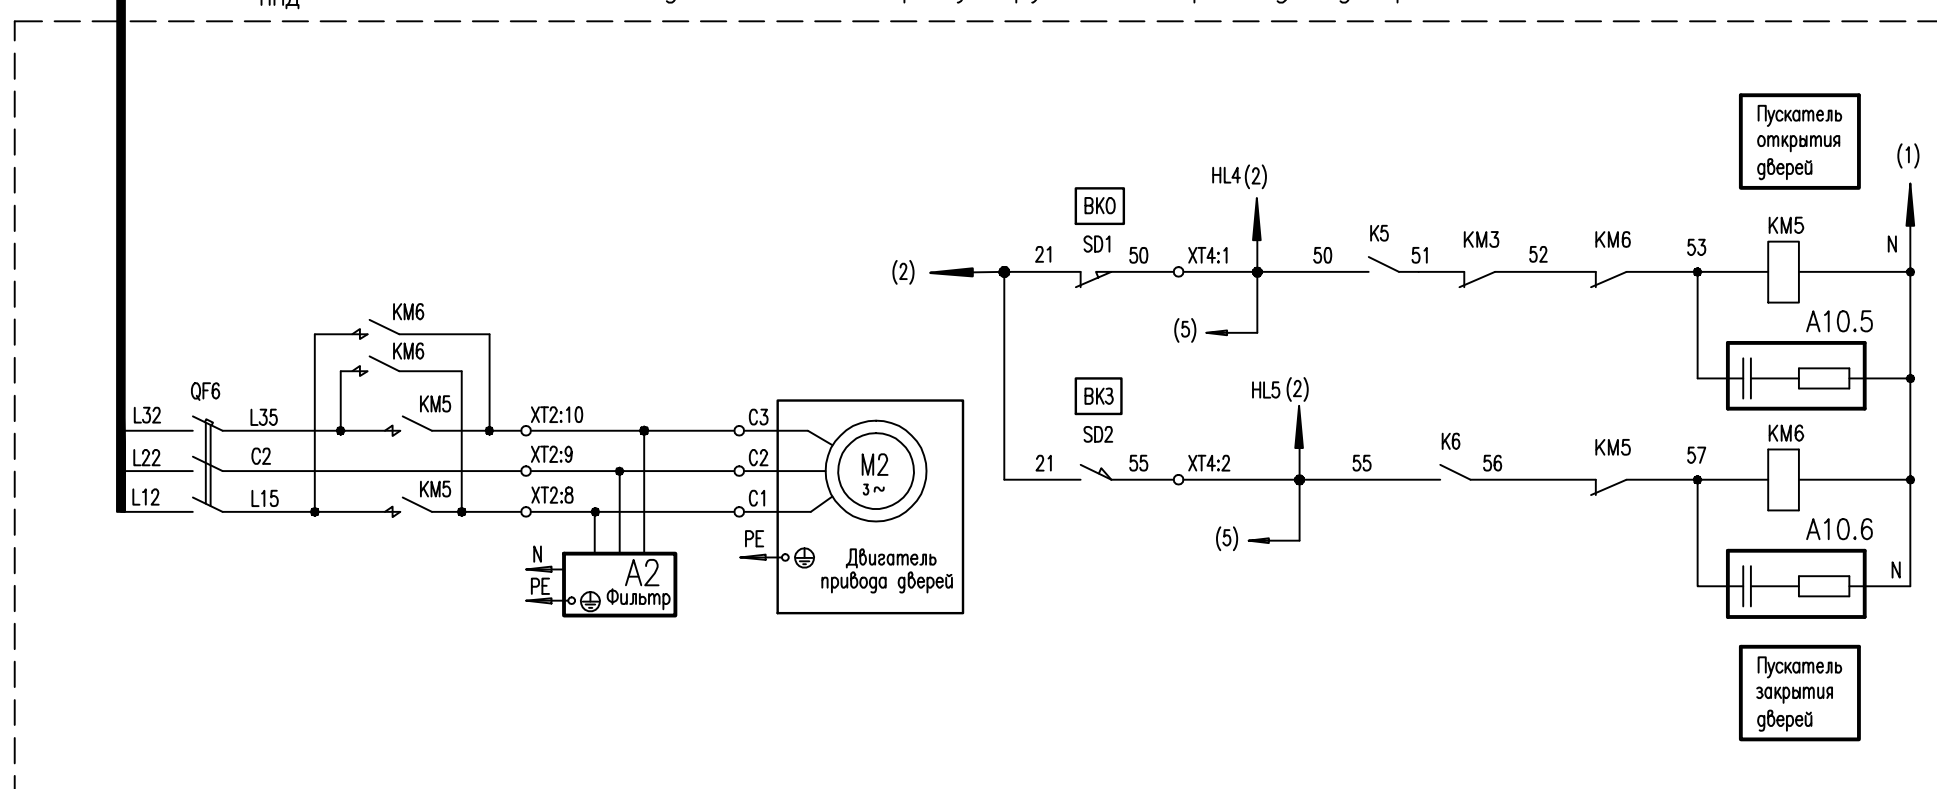 QF6
L32
L35
L22
C2
L12
L15
KM6
KM6
KM5
KM5
XT2:10
XT2:9
XT2:8
C3
C2
C1
M2
3~
PE
Двигатель
привода дверей
N
PE
A2
Фильтр
(2)
BKO
SD1
21
50
XT4:1
HL4(2)
(5)
50
K5
51
KM3
52
KM6
53
KM5
N
(1)
Пускатель
открытия
дверей
A10.5
BK3
SD2
21
55
XT4:2
HL5(2)
(5)
55
K6
56
KM5
57
KM6
A10.6
N
Пускатель
закрытия
дверей